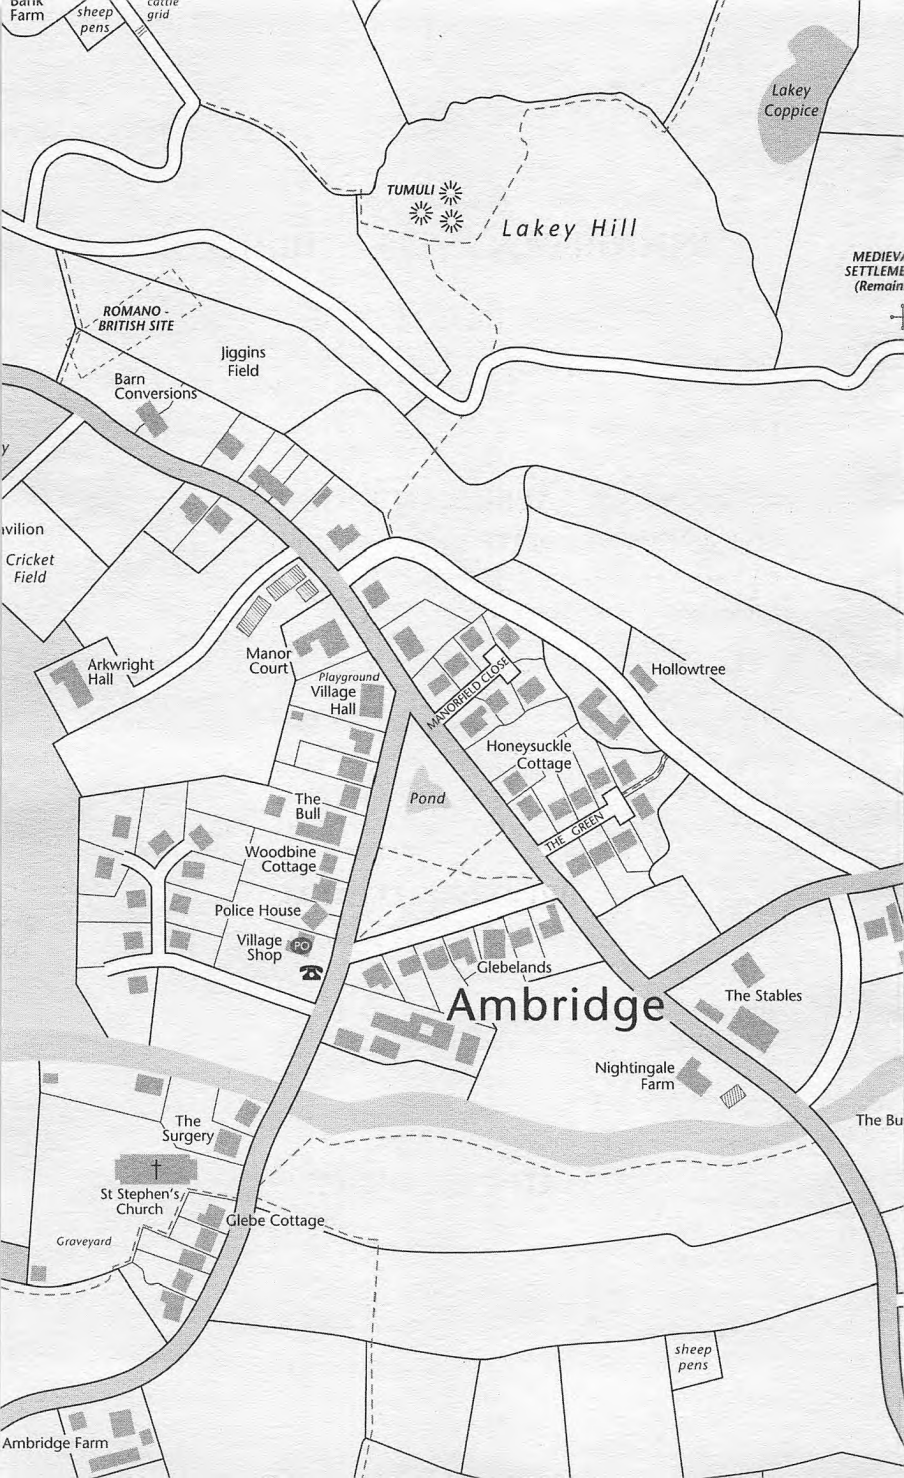 Bank
Farm
sheep
pens
cattle
grid
Lakey
Coppice
TUMULI
Lakey Hill
MEDIEVA
SETTLEME
(Remain
ROMANO -
BRITISH SITE
Jiggins
Field
Barn
Conversions
y
avilion
Cricket
Field
Arkwright
Hall
Manor
Court
Playground
Village
Hall
MANORFIELD CLOSE
Hollowtree
Honeysuckle
Cottage
Pond
The
Bull
THE GREEN
Woodbine
Cottage
Police House
Village
Shop
PO
Glebelands
Ambridge
The Stables
Nightingale
Farm
The Bu
The
Surgery
St Stephen's
Church
Glebe Cottage
Graveyard
sheep
pens
Ambridge Farm